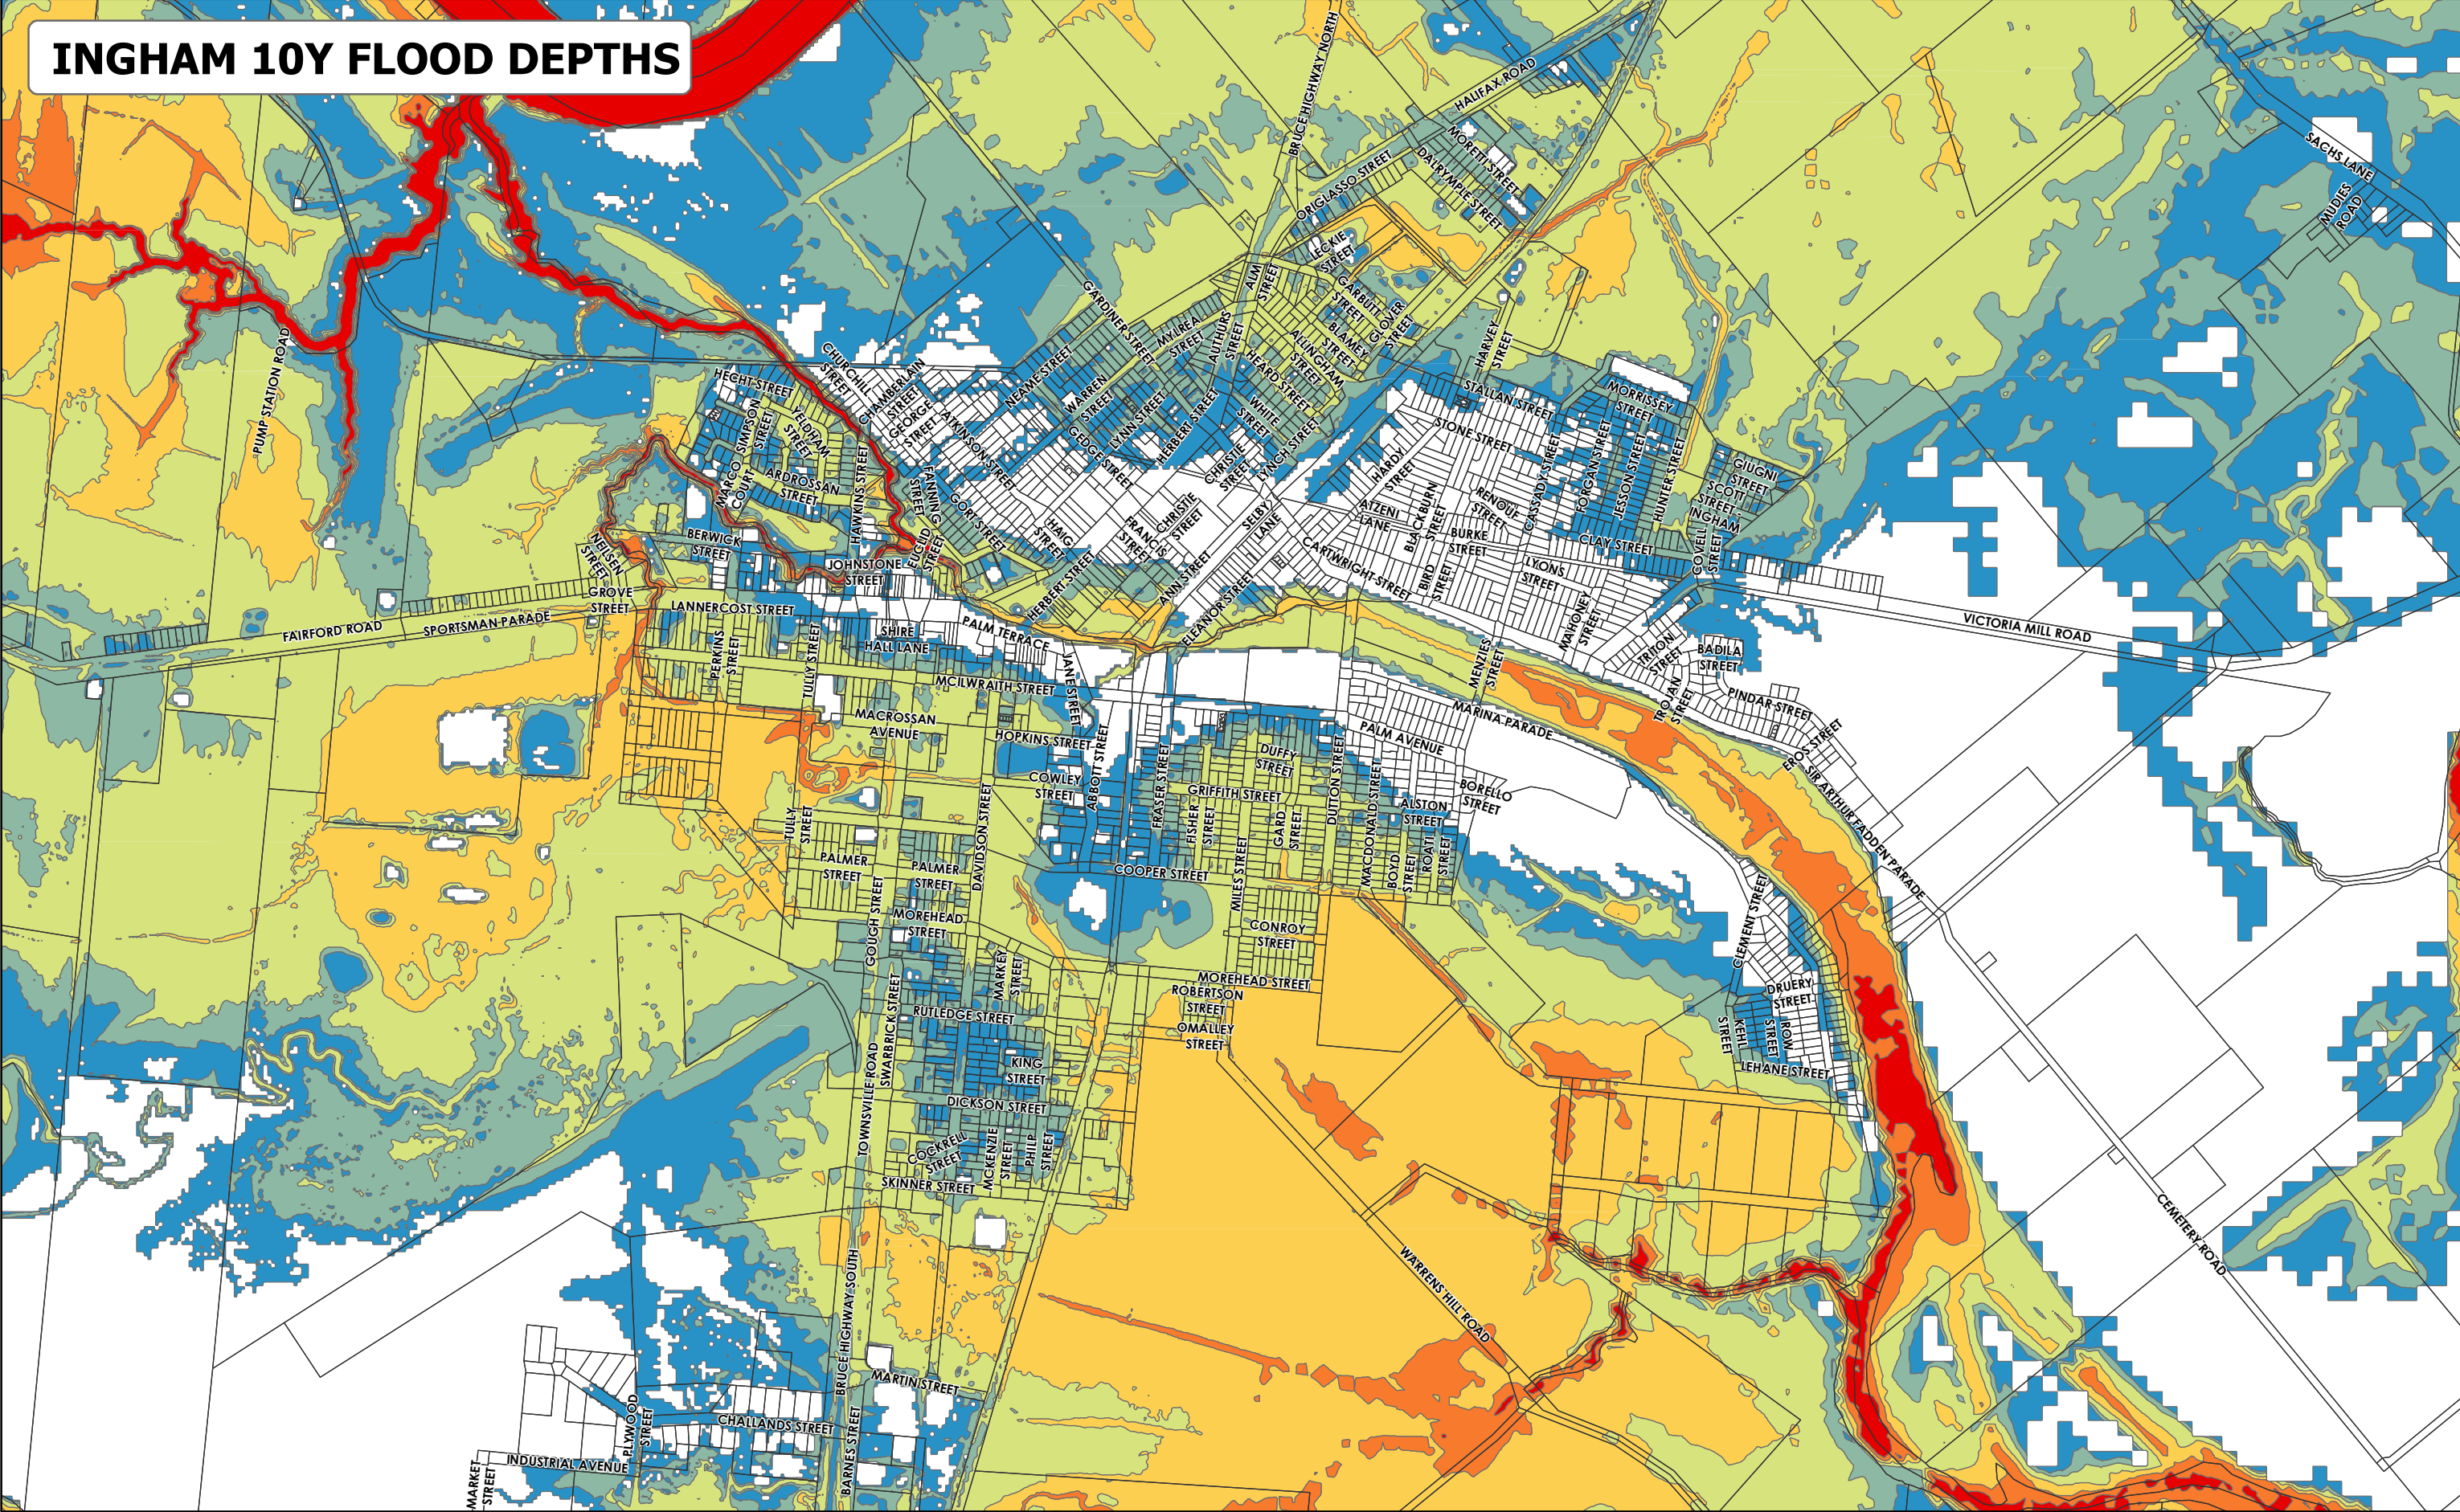 INGHAM 10Y FLOOD DEPTHS
BRUCE HIGHWAY NORTH
HALIFAX ROAD
SACHS LANE
MUDIES
ROAD
MORETTI STREET
DALRYMPLE STREET
ORIGLASSO STREET
LECKIE
STREET
ALM
STREET
GARBUTT
STREET
GLOVER
STREET
BLAMEY
STREET
ALLINGHAM
STREET
HEARD STREET
GARDINER STREET
MYLREA
STREET
AUTHURS
STREET
HARVEY
STREET
PUMP STATION ROAD
CHURCHILL
STREET
CHAMBERLAIN
STREET
GEORGE
STREET
ATKINSON STREET
NEAME STREET
WARREN
STREET
LYNN STREET
GEDGE STREET
HERBERT STREET
WHITE
STREET
CHRISTIE
STREET
LYNCH STREET
HECHT STREET
SIMPSON
STREET
YELDHAM
STREET
MARCO
COURT
ARDROSSAN
STREET
HAWKINS STREET
FANNING
STREET
GORT STREET
EUCLID
STREET
STALLAN STREET
MORRISSEY
STREET
STONE STREET
HARDY
STREET
CASSADY STREET
FORGAN STREET
JESSON STREET
HUNTER STREET
GIUGNI
STREET
SCOTT
STREET
INGHAM
STREET
COVELL
STREET
CLAY STREET
RENOUF
STREET
BLACKBURN
STREET
ATZENI
LANE
BURKE
STREET
LYONS
STREET
BIRD
STREET
CARTWRIGHT STREET
SELBY
LANE
CHRISTIE
STREET
FRANCIS
STREET
HAIG
STREET
HERBERT STREET
ANN STREET
ELEANOR STREET
BERWICK
STREET
JOHNSTONE
STREET
NEILSEN
STREET
GROVE
STREET
LANNERCOST STREET
FAIRFORD ROAD
SPORTSMAN PARADE
PERKINS
STREET
TULLY STREET
SHIRE
HALL LANE
PALM TERRACE
JANE STREET
MCILWRAITH STREET
MACROSSAN
AVENUE
HOPKINS STREET
ABBOTT STREET
COWLEY
STREET
MAHONEY
STREET
MENZIES
STREET
TRITON
STREET
BADILA
STREET
TROJAN
STREET
PINDAR STREET
EROS STREET
VICTORIA MILL ROAD
SIR ARTHUR FADDEN PARADE
MARINA PARADE
PALM AVENUE
BORELLO
STREET
ALSTON
STREET
DUFFY
STREET
GRIFFITH STREET
FRASER STREET
FISHER
STREET
GARD
STREET
DUTTON STREET
MACDONALD STREET
BOYD
STREET
ROATI
STREET
MILES STREET
COOPER STREET
DAVIDSON STREET
TULLY
STREET
PALMER
STREET
PALMER
STREET
GOUGH STREET
MOREHEAD
STREET
CONROY
STREET
MOREHEAD STREET
ROBERTSON
STREET
OMALLEY
STREET
MARKEY
STREET
RUTLEDGE STREET
SWARBRICK STREET
KING
STREET
DICKSON STREET
TOWNSVILLE ROAD
COCKRELL
STREET
MCKENZIE
STREET
PHILP
STREET
SKINNER STREET
CLEMENT STREET
DRUERY
STREET
KEHL
STREET
ROW
STREET
LEHANE STREET
WARRENS HILL ROAD
CEMETERY ROAD
BRUCE HIGHWAY SOUTH
MARTIN STREET
CHALLANDS STREET
PLYWOOD
STREET
INDUSTRIAL AVENUE
MARKET
STREET
BARNES STREET